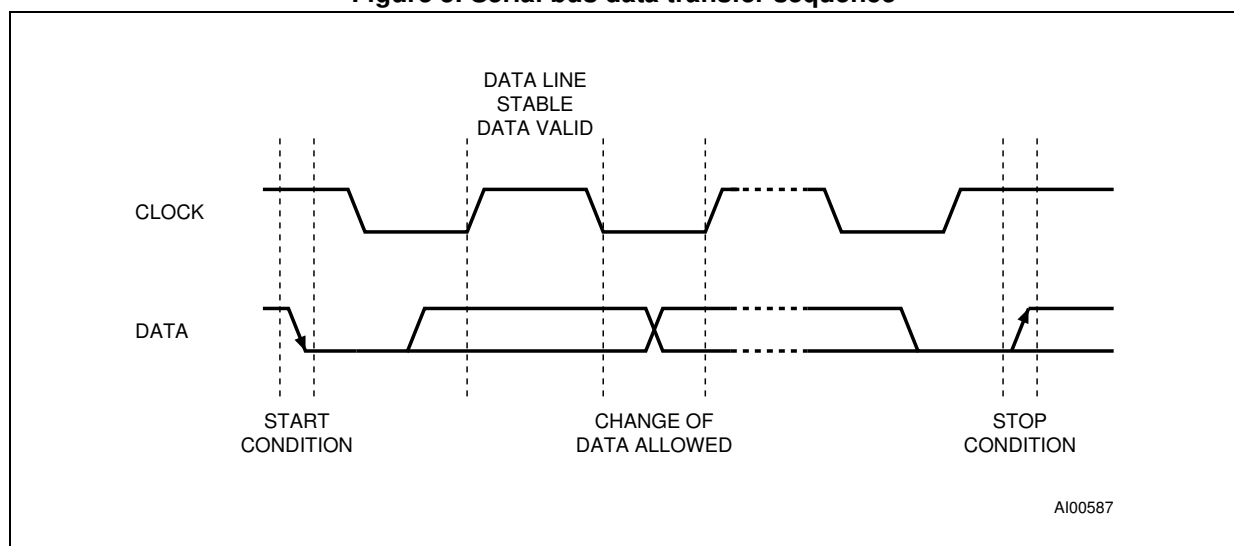 Figure Serial bus data transfer sequence
DATA LINE
STABLE
DATA VALID
CLOCK
DATA
START
CONDITION
CHANGE OF
DATA ALLOWED
STOP
CONDITION
AI00587